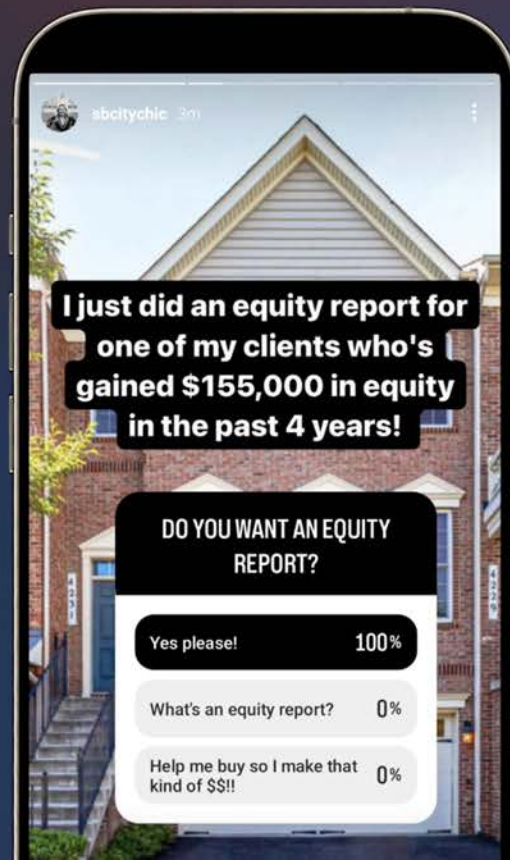 sbcitychic 3m
I just did an equity report for
one of my clients who's
gained $155,000 in equity
in the past 4 years!
DO YOU WANT AN EQUITY
REPORT?
Yes please! 100%
What's an equity report? 0%
Help me buy so I make that
kind of $$!! 0%
4231
4229